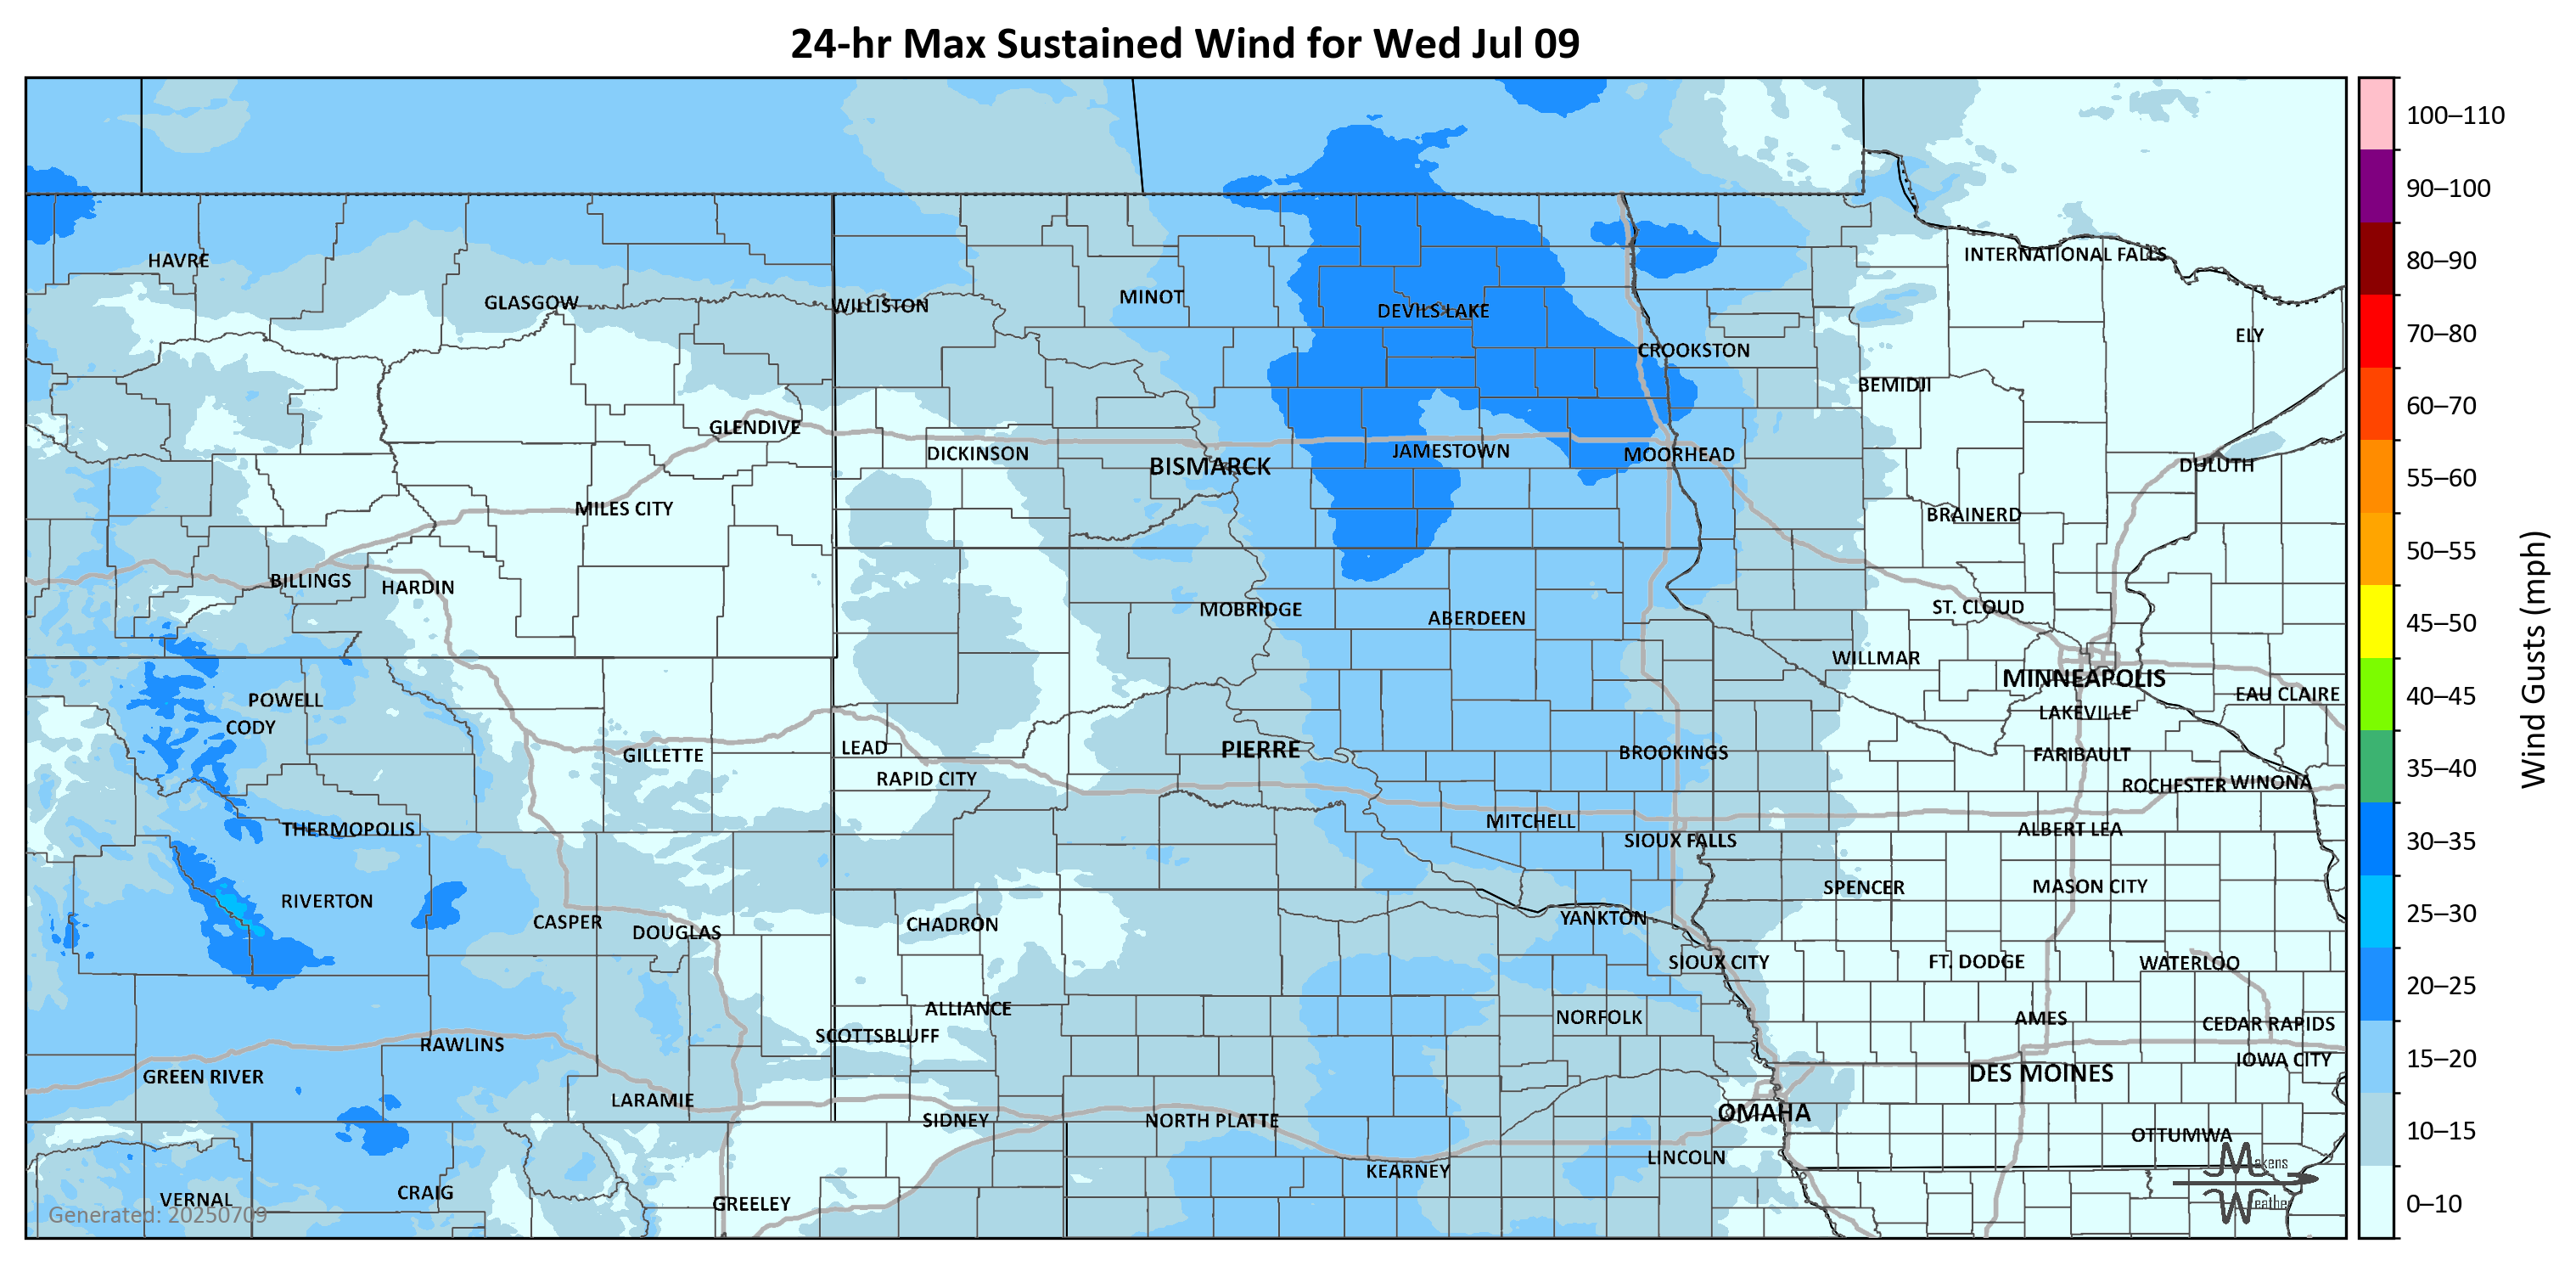 24-hr Max Sustained Wind for Wed Jul 09
100–110
90–100
80–90
70–80
60–70
55–60
50–55
45–50
40–45
35–40
30–35
25–30
20–25
15–20
10–15
0–10
Wind Gusts (mph)
HAVRE
GLASGOW
WILLISTON
MINOT
DEVILS LAKE
INTERNATIONAL FALLS
ELY
CROOKSTON
BEMIDJI
GLENDIVE
DICKINSON
BISMARCK
JAMESTOWN
MOORHEAD
DULUTH
MILES CITY
BRAINERD
BILLINGS
HARDIN
MOBRIDGE
ABERDEEN
ST. CLOUD
WILLMAR
MINNEAPOLIS
EAU CLAIRE
POWELL
CODY
LAKEVILLE
GILLETTE
LEAD
PIERRE
BROOKINGS
FARIBAULT
RAPID CITY
ROCHESTER
WINONA
THERMOPOLIS
MITCHELL
SIOUX FALLS
ALBERT LEA
RIVERTON
SPENCER
MASON CITY
CASPER
DOUGLAS
CHADRON
YANKTON
SIOUX CITY
FT. DODGE
WATERLOO
ALLIANCE
NORFOLK
AMES
CEDAR RAPIDS
SCOTTSBLUFF
RAWLINS
IOWA CITY
GREEN RIVER
DES MOINES
LARAMIE
SIDNEY
NORTH PLATTE
OMAHA
OTTUMWA
LINCOLN
KEARNEY
VERNAL
CRAIG
GREELEY
Generated: 20250709
Makens
Weather